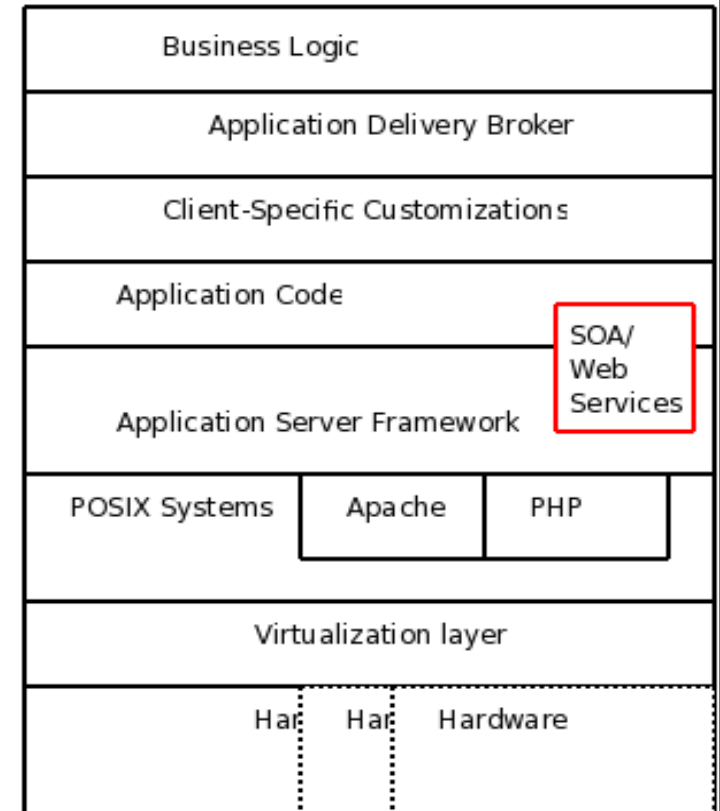 Business Logic
Application Delivery Broker
Client-Specific Customizations
Application Code
SOA/
Web
Services
Application Server Framework
POSIX Systems Apache PHP
Virtualization layer
Har Har Hardware